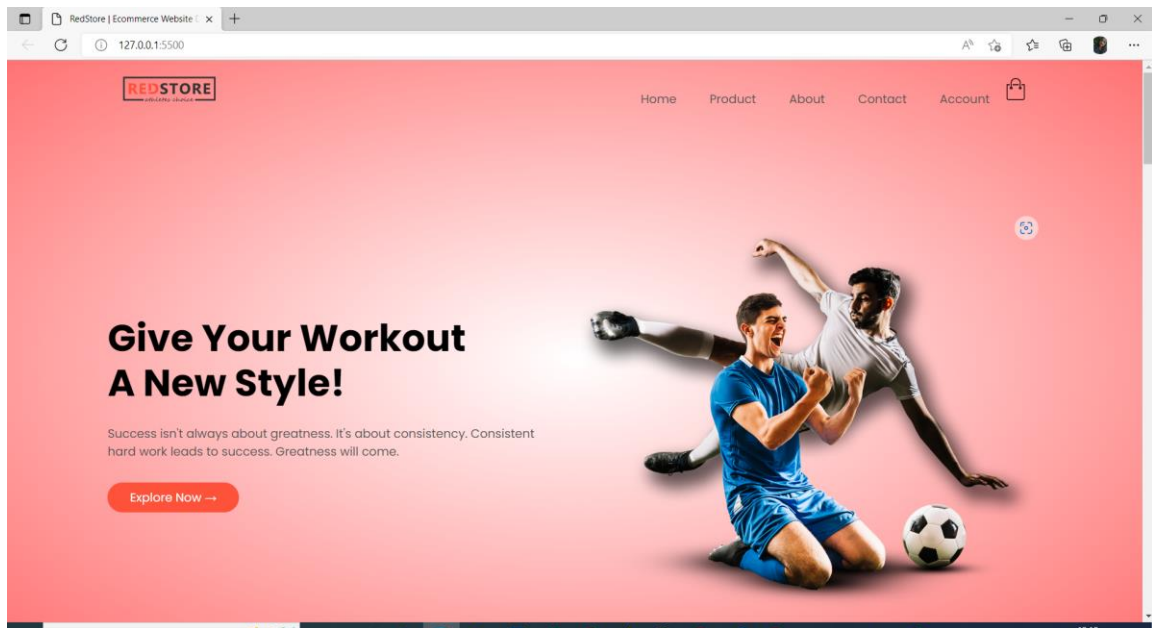 RedStore | Ecommerce Website
127.0.0.1:5500
REDSTORE
athletes choice
Home Product About Contact Account
Give Your Workout
A New Style!
Success isn't always about greatness. It's about consistency. Consistent
hard work leads to success. Greatness will come.
Explore Now →